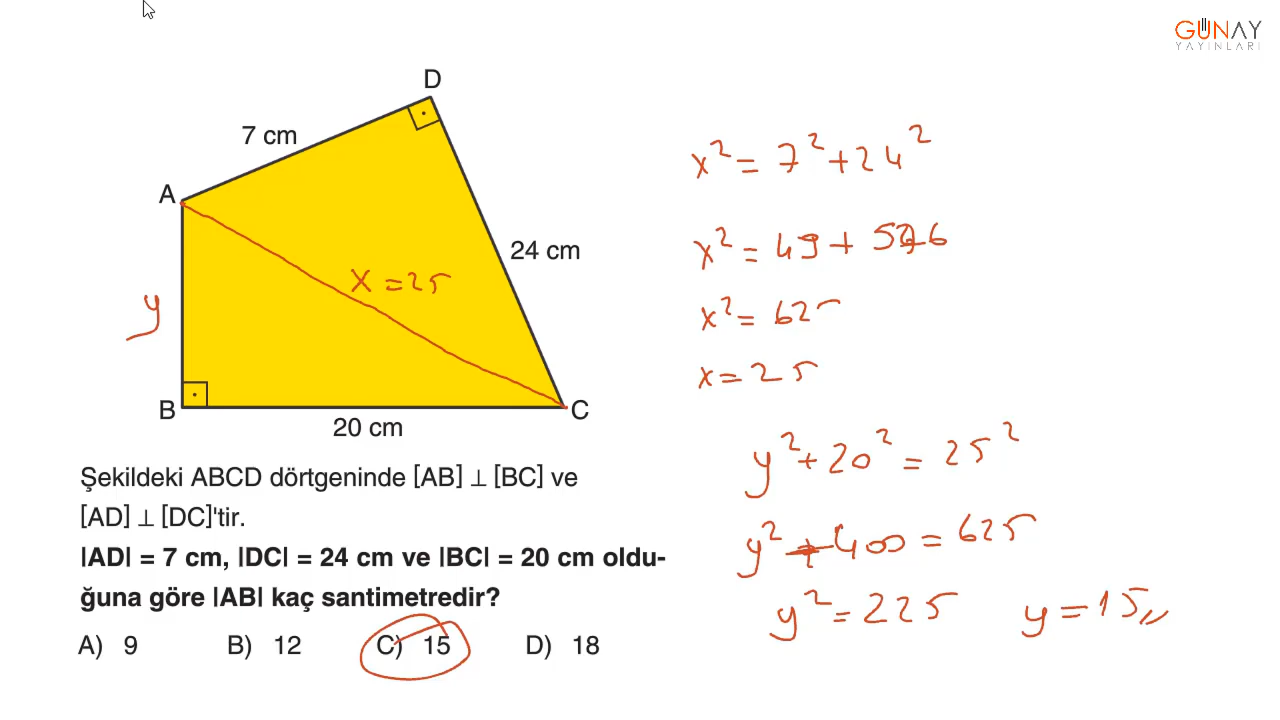 GÜNAY
YAYINLARI
D
7 cm
A
24 cm
x = 25
y
B
C
20 cm
x² = 7² + 24²
x² = 49 + 576
x² = 625
x = 25
y² + 20² = 25²
y² + 400 = 625
y² = 225 y = 15
Şekildeki ABCD dörtgeninde [AB] ⊥ [BC] ve
[AD] ⊥ [DC]'tir.
|AD| = 7 cm, |DC| = 24 cm ve |BC| = 20 cm oldu-
ğuna göre |AB| kaç santimetredir?
A) 9 B) 12 C) 15 D) 18